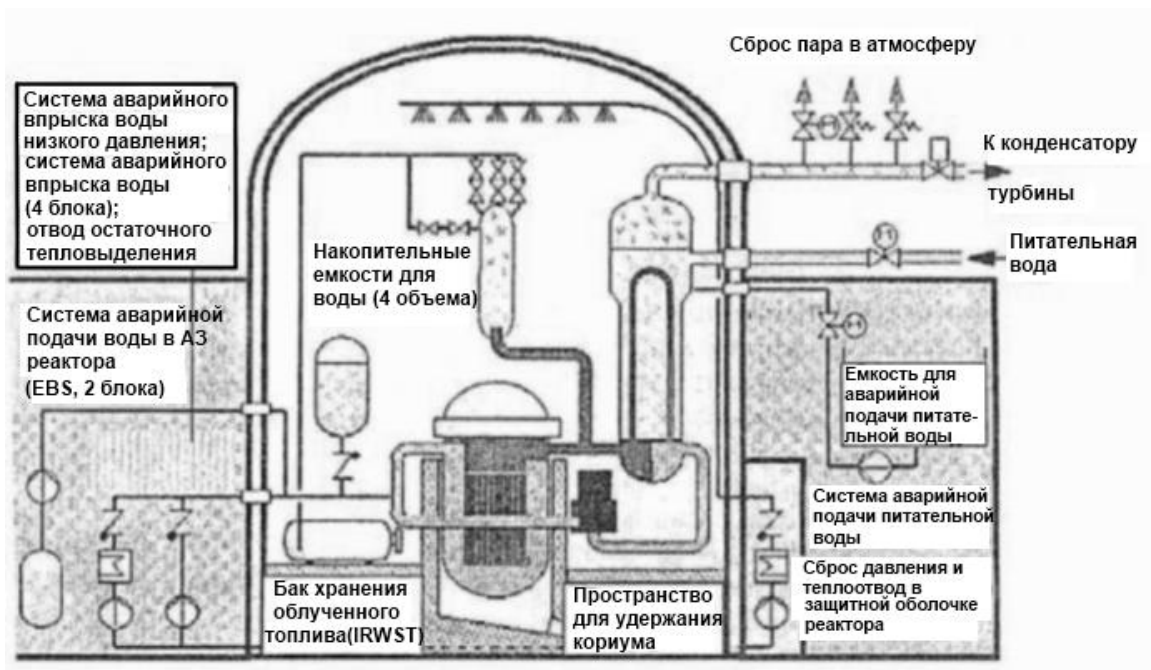 Сброс пара в атмосферу
Система аварийного
впрыска воды
низкого давления;
система аварийного
впрыска воды
(4 блока);
отвод остаточного
тепловыделения
К конденсатору
турбины
Накопительные
емкости для
воды (4 объема)
Питательная
вода
Система аварийной
подачи воды в АЗ
реактора
(EBS, 2 блока)
Емкость для
аварийной
подачи питате-
льной воды
Система аварийной
подачи питательной
воды
Сброс давления и
теплоотвод в
защитной оболочке
реактора
Бак хранения
облученного
топлива(IRWST)
Пространство
для удержания
кориума